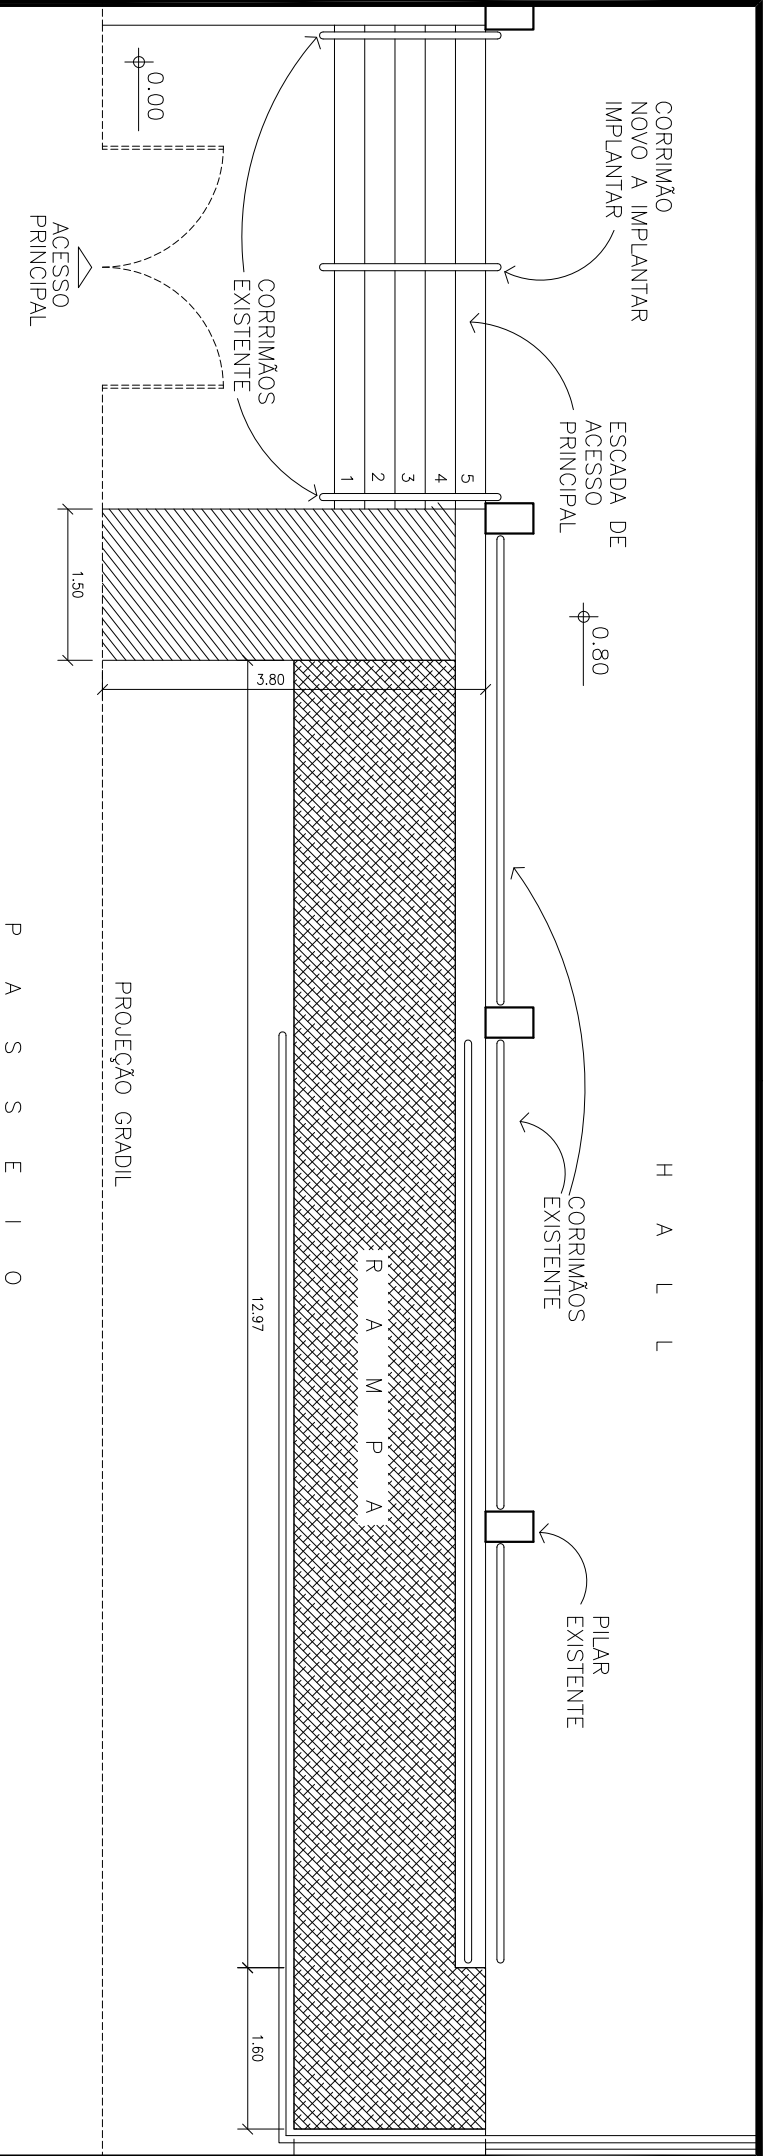 CORRIMÃO
NOVO A IMPLANTAR
IMPLANTAR
0.00
ACESSO
PRINCIPAL
CORRIMÃOS
EXISTENTE
ESCADA DE
ACESSO
PRINCIPAL
1
2
3
4
5
0.80
1.50
3.80
H A L L
CORRIMÃOS
EXISTENTE
PILAR
EXISTENTE
R A M P A
12.97
1.60
PROJEÇÃO GRADIL
P A S S E I O